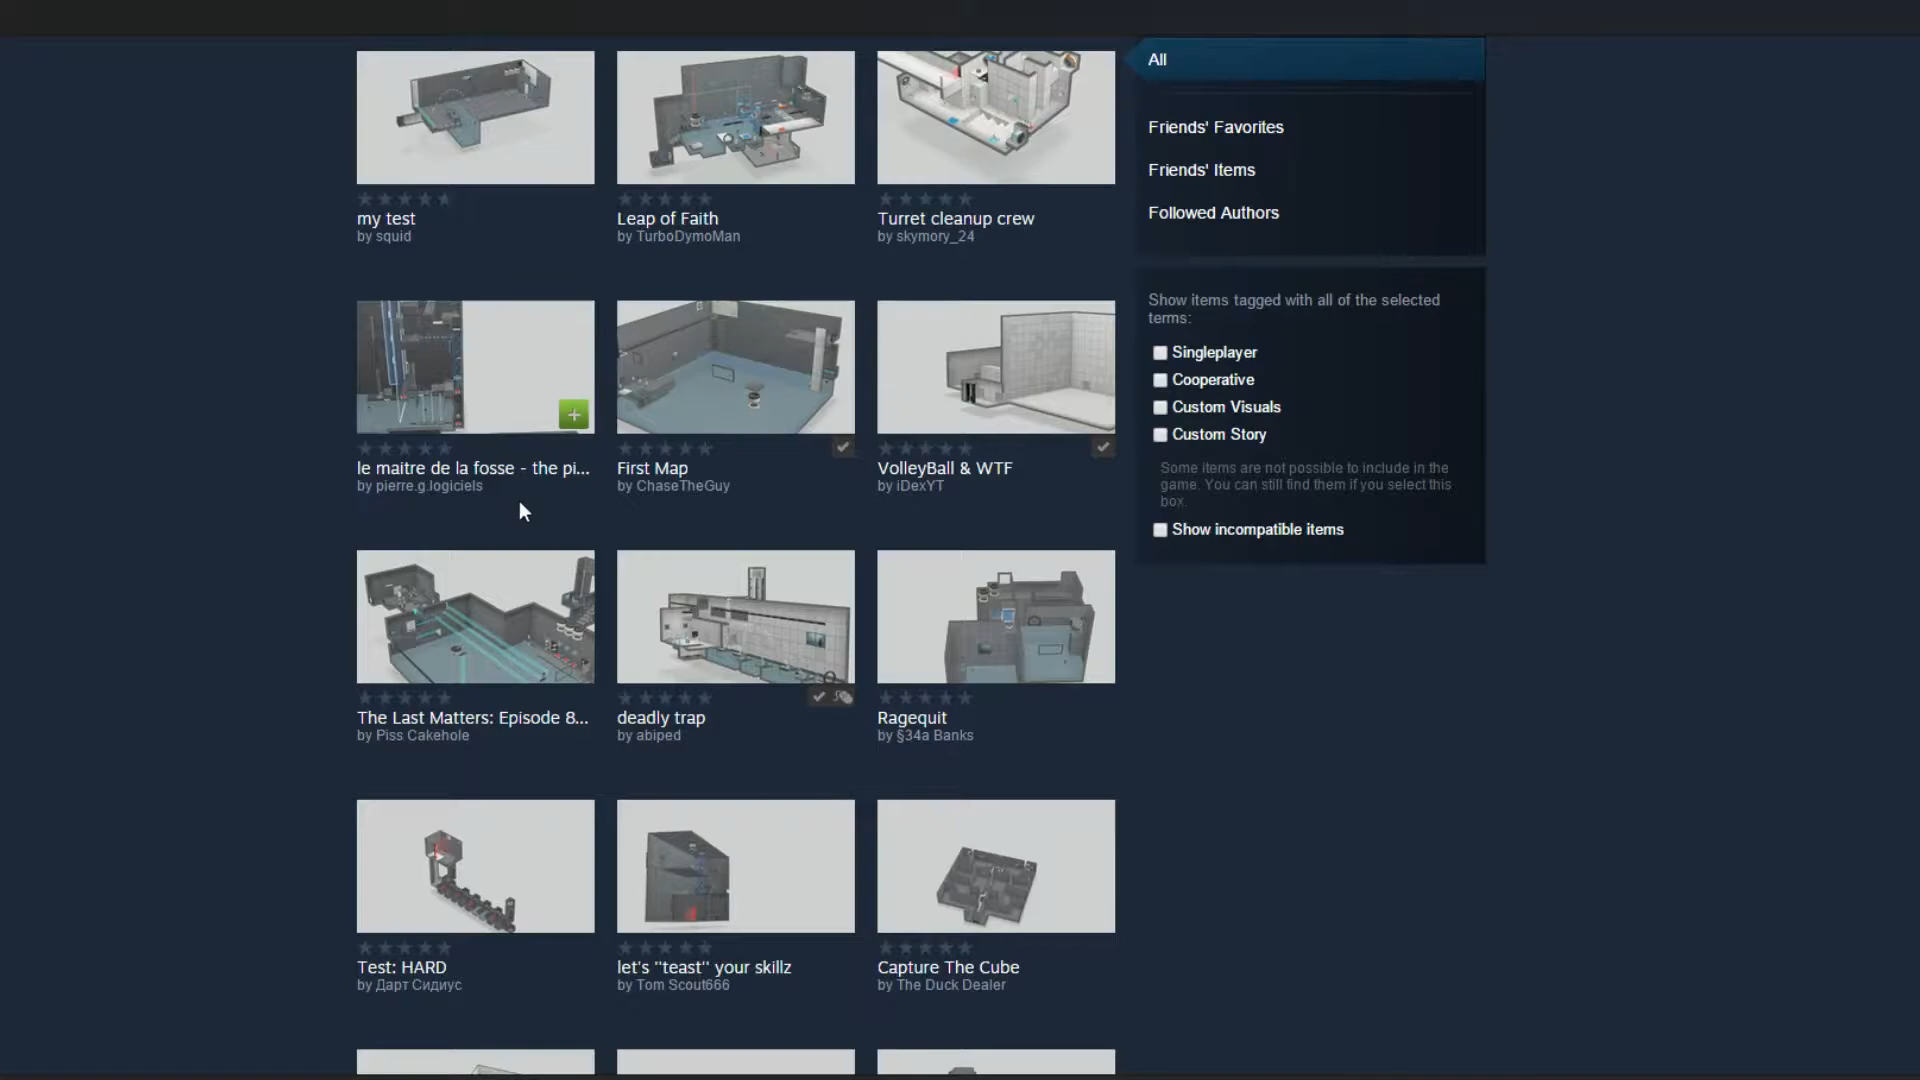 my test
by squid
Leap of Faith
by TurboDymoMan
Turret cleanup crew
by skymory_24
le maitre de la fosse - the pi...
by pierre.g.logiciels
First Map
by ChaseTheGuy
VolleyBall & WTF
by iDexYT
The Last Matters: Episode 8...
by Piss Cakehole
deadly trap
by abiped
Ragequit
by §34a Banks
Test: HARD
by Дарт Сидиус
let's "teast" your skillz
by Tom Scout666
Capture The Cube
by The Duck Dealer
All
Friends' Favorites
Friends' Items
Followed Authors
Show items tagged with all of the selected
terms:
Singleplayer
Cooperative
Custom Visuals
Custom Story
Some items are not possible to include in the
game. You can still find them if you select this
box.
Show incompatible items